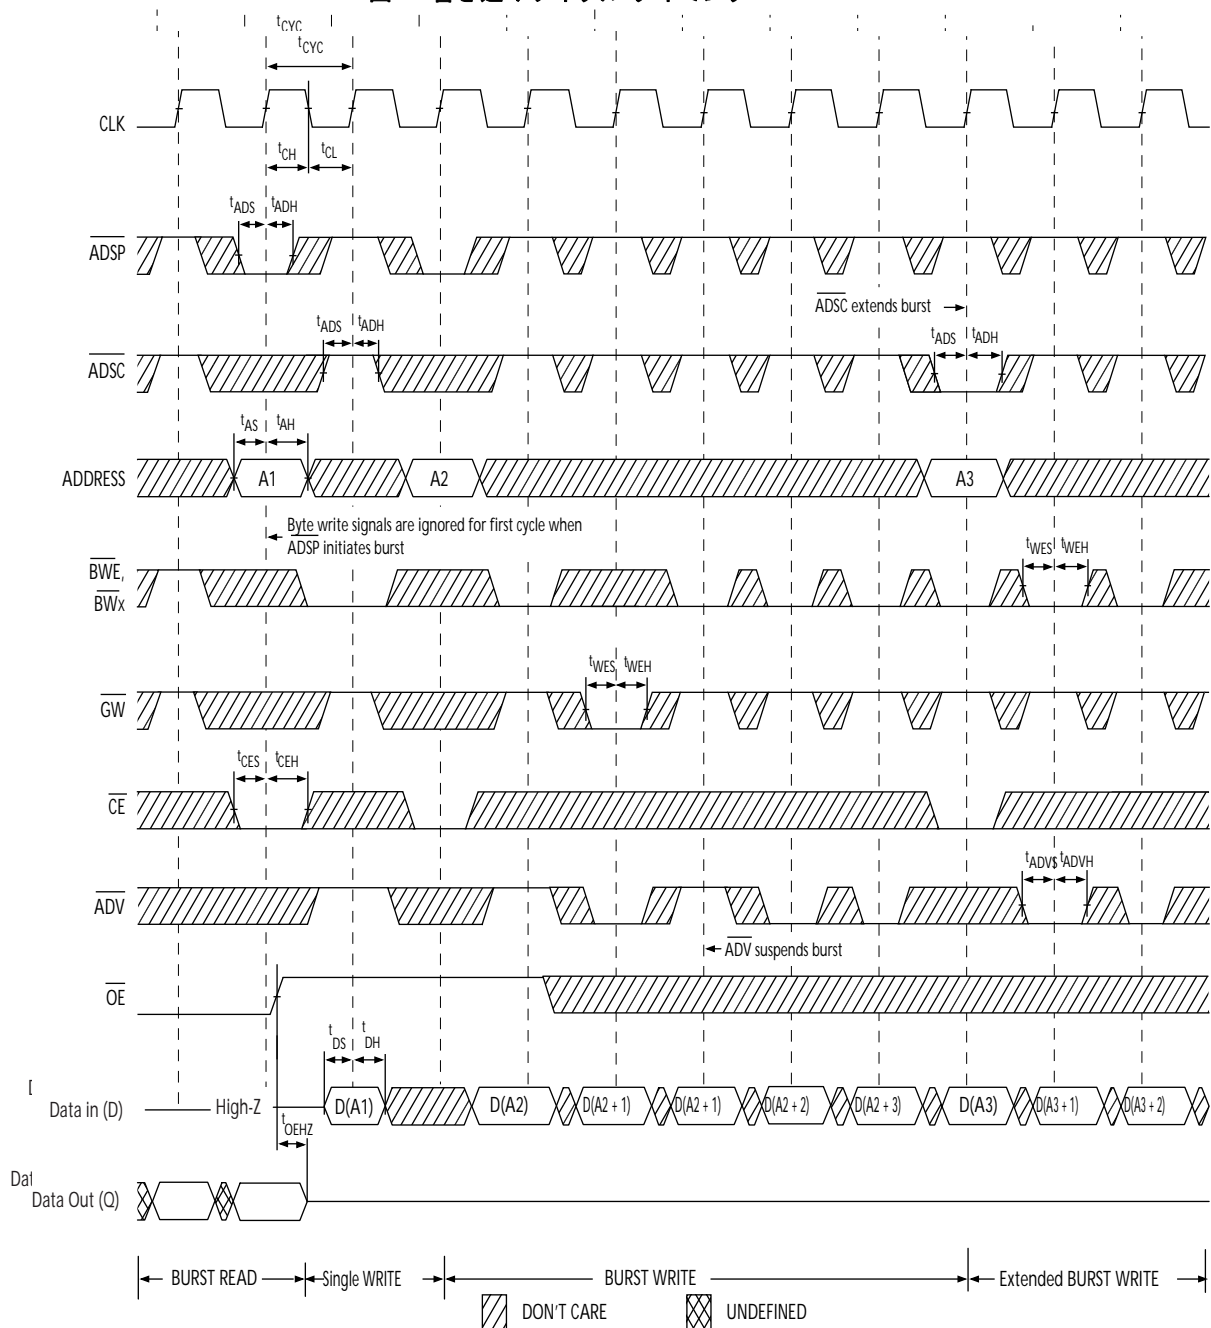 tCYC
tCYC
CLK
tCH tCL
tADS tADH
ADSP
ADSC extends burst
tADS tADH
tADS tADH
ADSC
tAS tAH
ADDRESS
A1
A2
A3
Byte write signals are ignored for first cycle when
ADSP initiates burst
BWE,
BWX
tWES tWEH
tWES tWEH
GW
tCES tCEH
CE
tADVS tADVH
ADV
ADV suspends burst
OE
tDS tDH
Data in (D)
High-Z
D(A1)
D(A2)
D(A2 + 1)
D(A2 + 1)
D(A2 + 2)
D(A2 + 3)
D(A3)
D(A3 + 1)
D(A3 + 2)
tOEHZ
Dat
Data Out (Q)
BURST READ
Single WRITE
BURST WRITE
Extended BURST WRITE
DON'T CARE
UNDEFINED